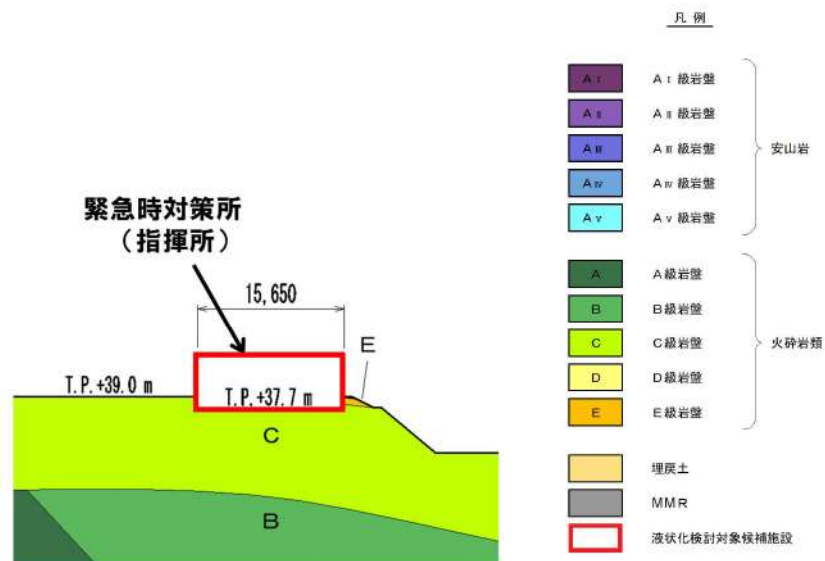 凡例
緊急時対策所
(指揮所)
15,650
E
T.P.+39.0 m
T.P.+37.7 m
C
B
AⅠ AⅠ級岩盤
AⅡ AⅡ級岩盤
AⅢ AⅢ級岩盤
AⅣ AⅣ級岩盤
AⅤ AⅤ級岩盤
安山岩
A A級岩盤
B B級岩盤
C C級岩盤
D D級岩盤
E E級岩盤
火砕岩類
埋戻土
MMR
液状化検討対象候補施設